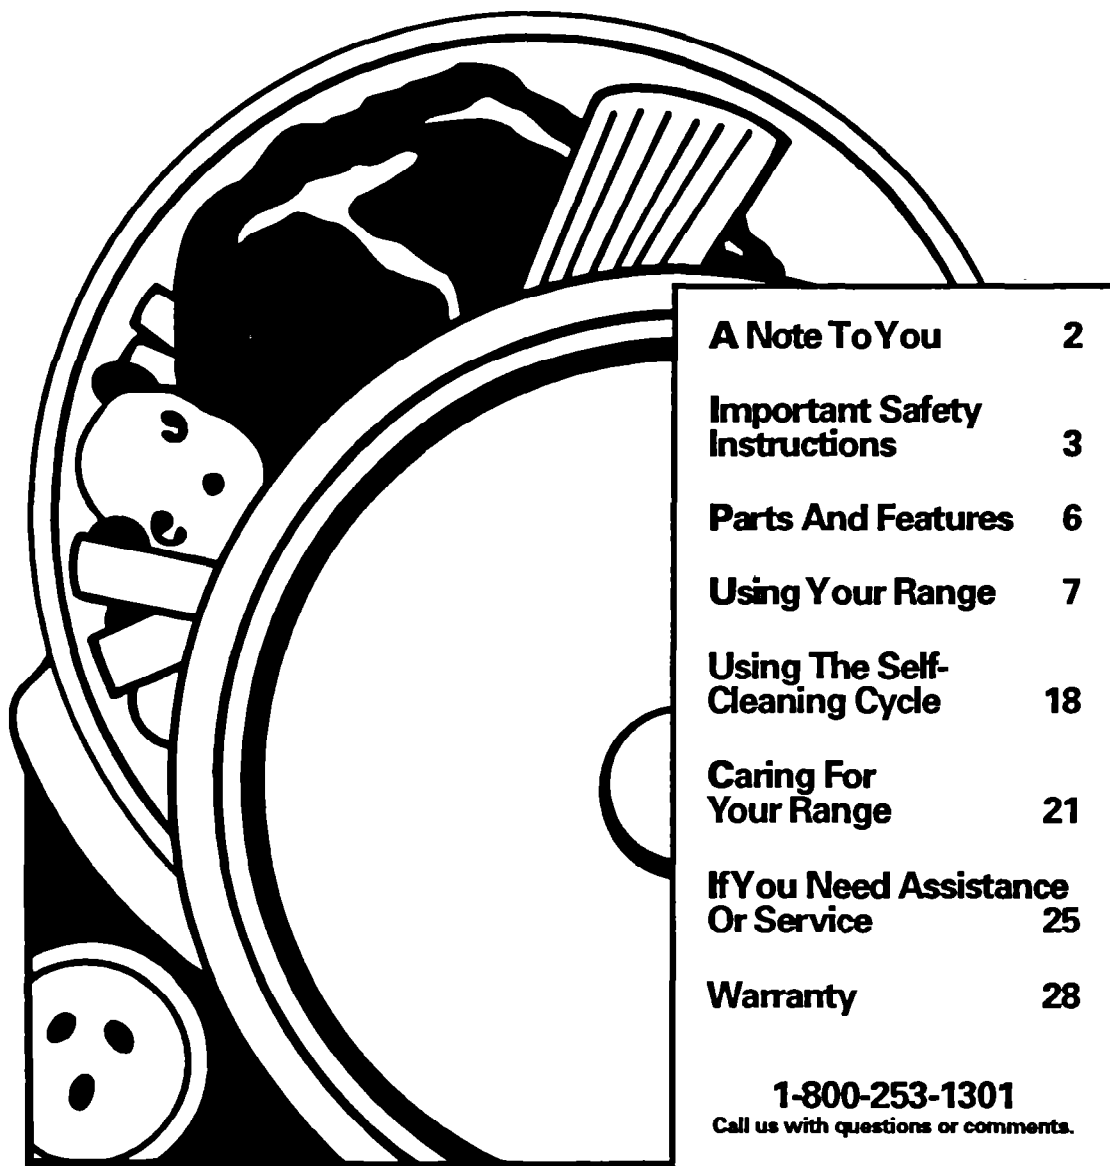 A Note To You 2
Important Safety
Instructions 3
Parts And Features 6
Using Your Range 7
Using The Self-
Cleaning Cycle 18
Caring For
Your Range 21
If You Need Assistance
Or Service 25
Warranty 28
1-800-253-1301
Call us with questions or comments.